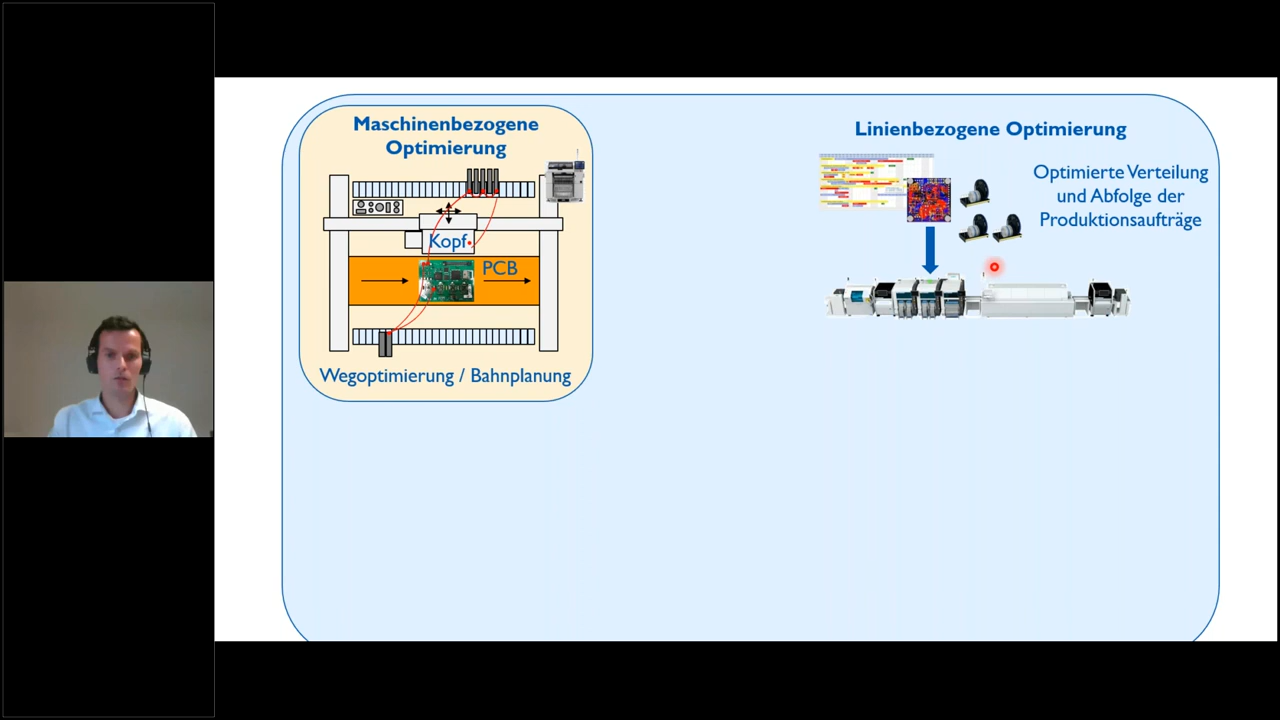 Maschinenbezogene
Optimierung
Kopf
PCB
Wegoptimierung / Bahnplanung
Linienbezogene Optimierung
Optimierte Verteilung
und Abfolge der
Produktionsaufträge